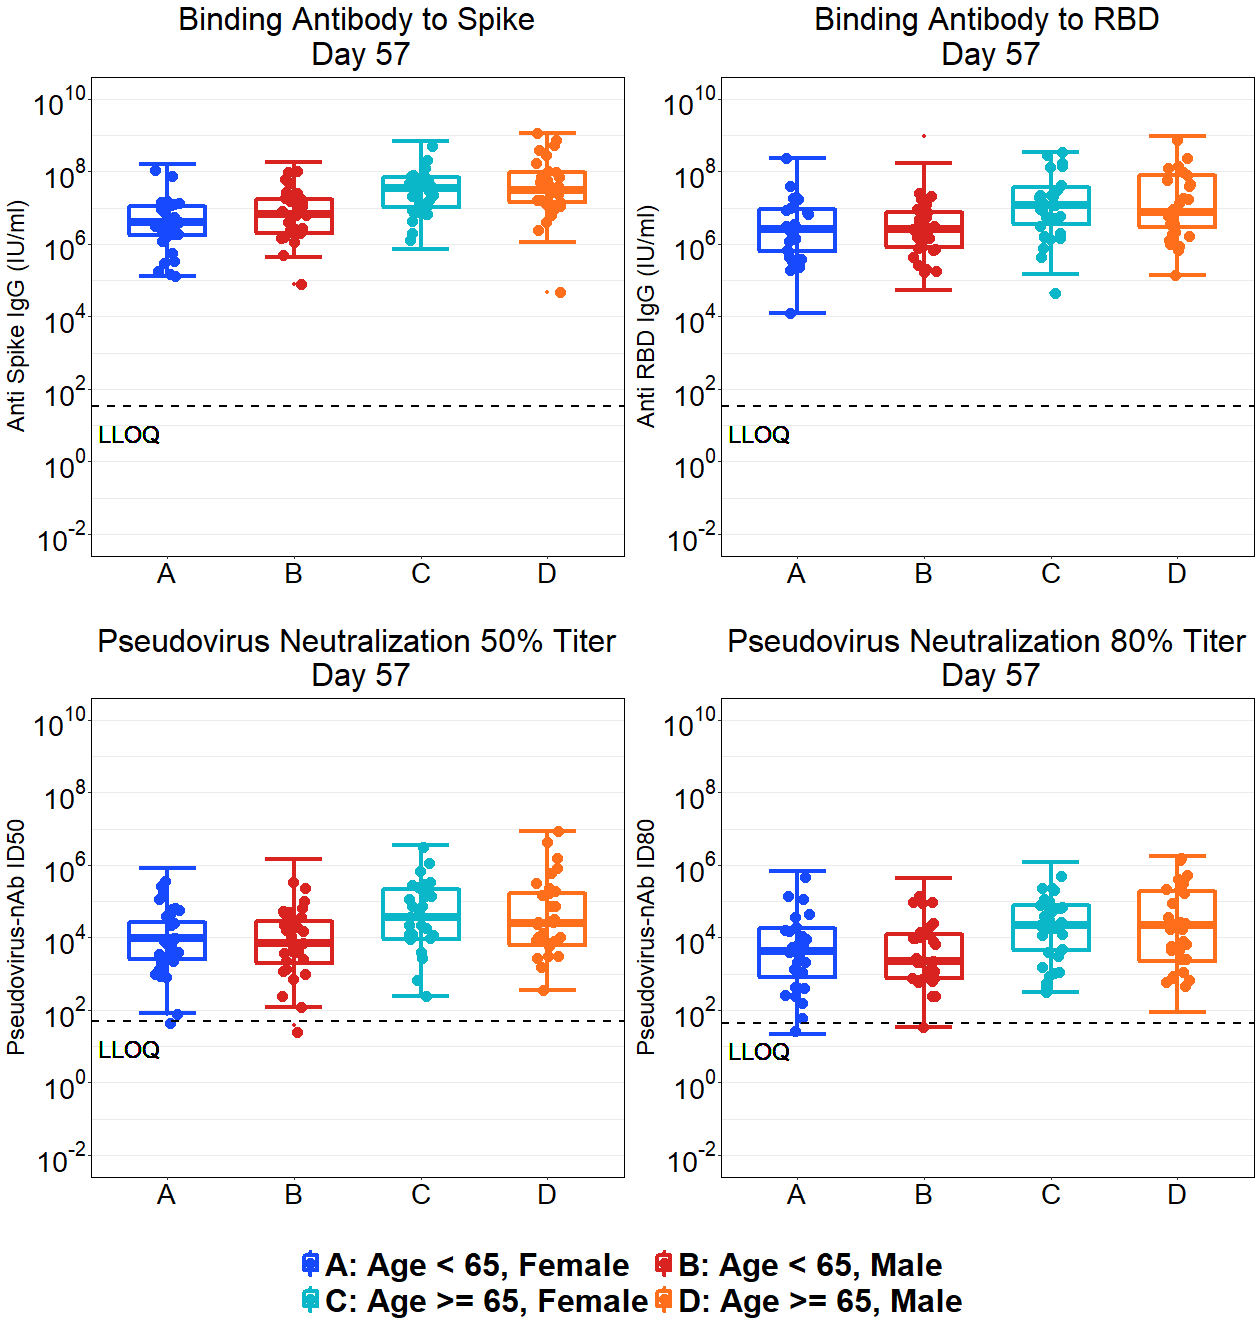 Binding Antibody to Spike
Day 57
Anti Spike IgG (IU/ml)
10^10
10^8
10^6
10^4
10^2
10^0
10^-2
LLOQ
A B C D
Binding Antibody to RBD
Day 57
Anti RBD IgG (IU/ml)
10^10
10^8
10^6
10^4
10^2
10^0
10^-2
LLOQ
A B C D
Pseudovirus Neutralization 50% Titer
Day 57
Pseudovirus-nAb ID50
10^10
10^8
10^6
10^4
10^2
10^0
10^-2
LLOQ
A B C D
Pseudovirus Neutralization 80% Titer
Day 57
Pseudovirus-nAb ID80
10^10
10^8
10^6
10^4
10^2
10^0
10^-2
LLOQ
A B C D
A: Age < 65, Female B: Age < 65, Male
C: Age >= 65, Female D: Age >= 65, Male